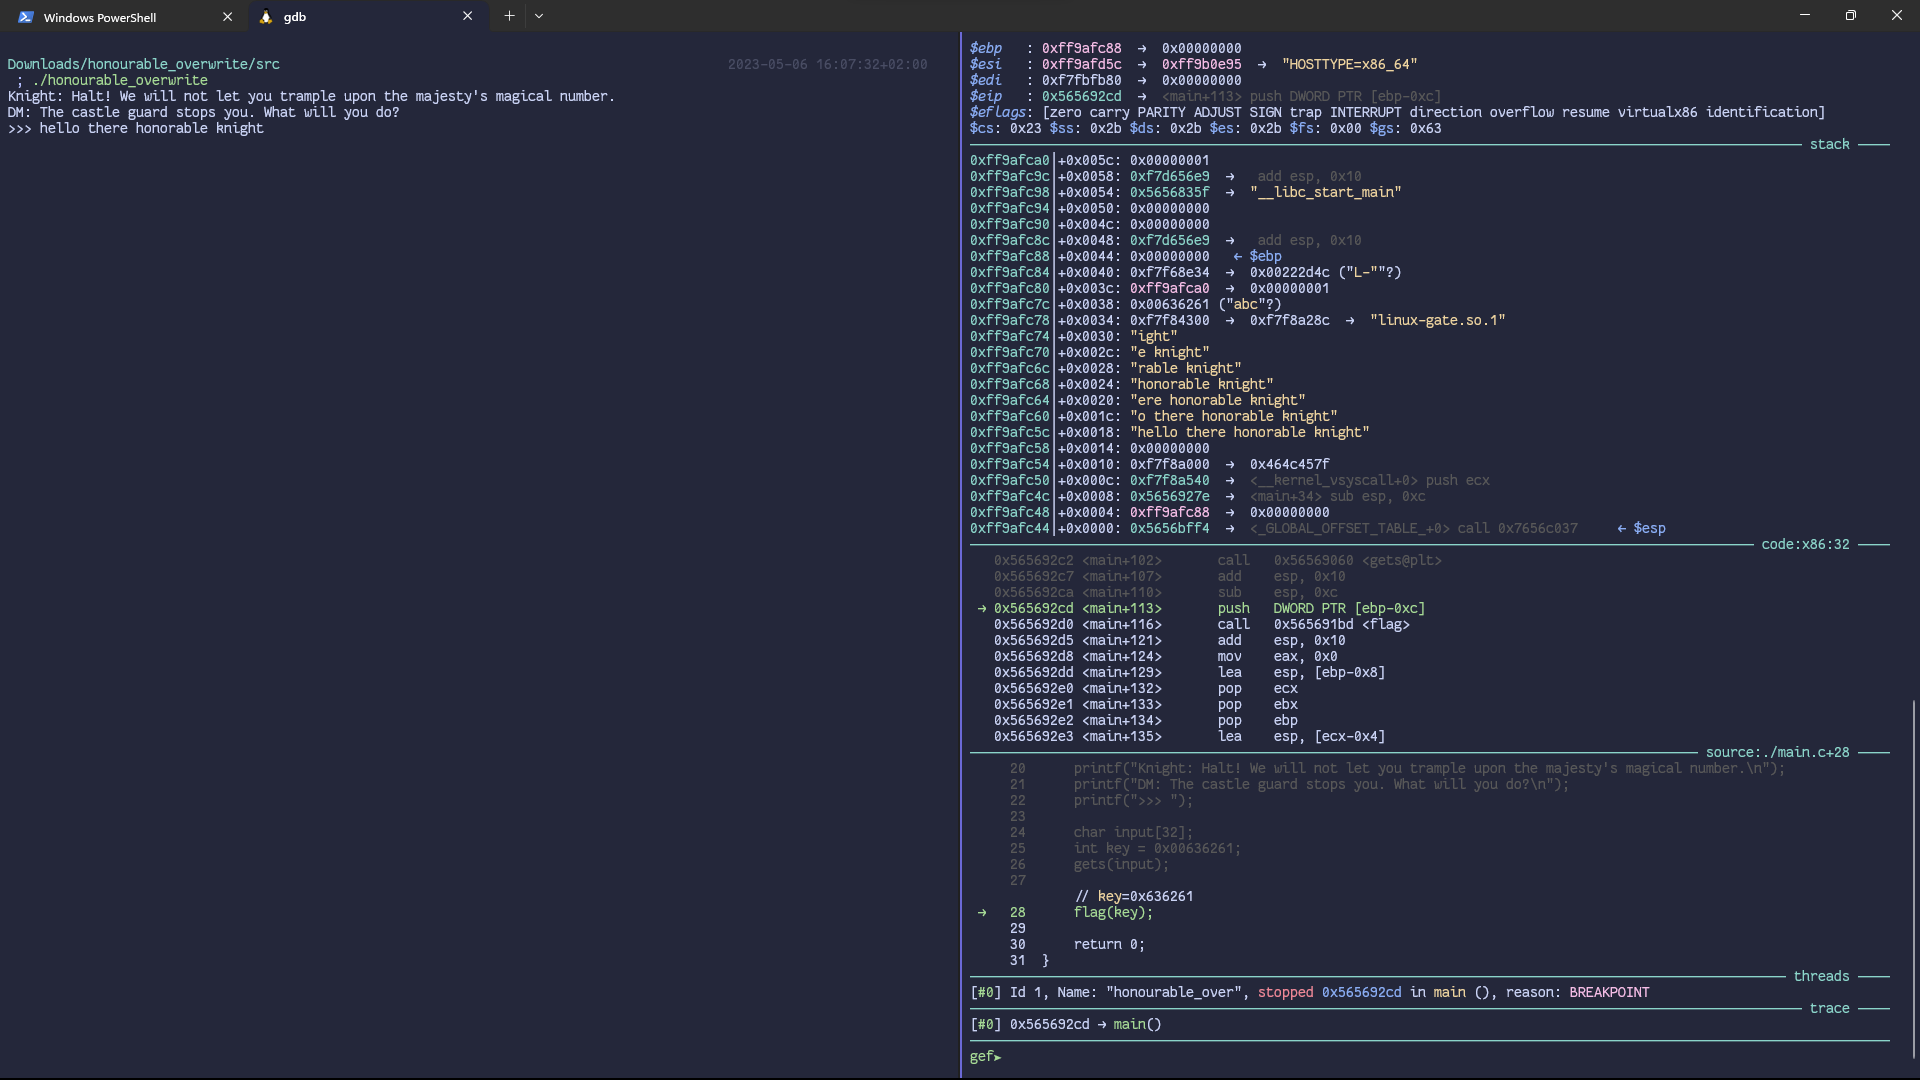 Windows PowerShell
gdb
Downloads/honourable_overwrite/src 2023-05-06 16:07:32+02:00
; ./honourable_overwrite
Knight: Halt! We will not let you trample upon the majesty's magical number.
DM: The castle guard stops you. What will you do?
>>> hello there honorable knight
$ebp : 0xff9afc88 → 0x00000000
$esi : 0xff9afd5c → 0xff9b0e95 → "HOSTTYPE=x86_64"
$edi : 0xf7fbfb80 → 0x00000000
$eip : 0x565692cd → <main+113> push DWORD PTR [ebp-0xc]
$eflags: [zero carry PARITY ADJUST SIGN trap INTERRUPT direction overflow resume virtualx86 identification]
$cs: 0x23 $ss: 0x2b $ds: 0x2b $es: 0x2b $fs: 0x00 $gs: 0x63
stack
0xff9afca0│+0x005c: 0x00000001
0xff9afc9c│+0x0058: 0xf7d656e9 → add esp, 0x10
0xff9afc98│+0x0054: 0x5656835f → "__libc_start_main"
0xff9afc94│+0x0050: 0x00000000
0xff9afc90│+0x004c: 0x00000000
0xff9afc8c│+0x0048: 0xf7d656e9 → add esp, 0x10
0xff9afc88│+0x0044: 0x00000000 ← $ebp
0xff9afc84│+0x0040: 0xf7f68e34 → 0x00222d4c ("L-""?)
0xff9afc80│+0x003c: 0xff9afca0 → 0x00000001
0xff9afc7c│+0x0038: 0x00636261 ("abc"?)
0xff9afc78│+0x0034: 0xf7f84300 → 0xf7f8a28c → "linux-gate.so.1"
0xff9afc74│+0x0030: "ight"
0xff9afc70│+0x002c: "e knight"
0xff9afc6c│+0x0028: "rable knight"
0xff9afc68│+0x0024: "honorable knight"
0xff9afc64│+0x0020: "ere honorable knight"
0xff9afc60│+0x001c: "o there honorable knight"
0xff9afc5c│+0x0018: "hello there honorable knight"
0xff9afc58│+0x0014: 0x00000000
0xff9afc54│+0x0010: 0xf7f8a000 → 0x464c457f
0xff9afc50│+0x000c: 0xf7f8a540 → <__kernel_vsyscall+0> push ecx
0xff9afc4c│+0x0008: 0x5656927e → <main+34> sub esp, 0xc
0xff9afc48│+0x0004: 0xff9afc88 → 0x00000000
0xff9afc44│+0x0000: 0x5656bff4 → <_GLOBAL_OFFSET_TABLE_+0> call 0x7656c037 ← $esp
code:x86:32
0x565692c2 <main+102> call 0x56569060 <gets@plt>
0x565692c7 <main+107> add esp, 0x10
0x565692ca <main+110> sub esp, 0xc
→ 0x565692cd <main+113> push DWORD PTR [ebp-0xc]
0x565692d0 <main+116> call 0x565691bd <flag>
0x565692d5 <main+121> add esp, 0x10
0x565692d8 <main+124> mov eax, 0x0
0x565692dd <main+129> lea esp, [ebp-0x8]
0x565692e0 <main+132> pop ecx
0x565692e1 <main+133> pop ebx
0x565692e2 <main+134> pop ebp
0x565692e3 <main+135> lea esp, [ecx-0x4]
source:./main.c+28
20 printf("Knight: Halt! We will not let you trample upon the majesty's magical number.\n");
21 printf("DM: The castle guard stops you. What will you do?\n");
22 printf(">>> ");
23
24 char input[32];
25 int key = 0x00636261;
26 gets(input);
27
// key=0x636261
→ 28 flag(key);
29
30 return 0;
31 }
threads
[#0] Id 1, Name: "honourable_over", stopped 0x565692cd in main (), reason: BREAKPOINT
trace
[#0] 0x565692cd → main()
gef➤